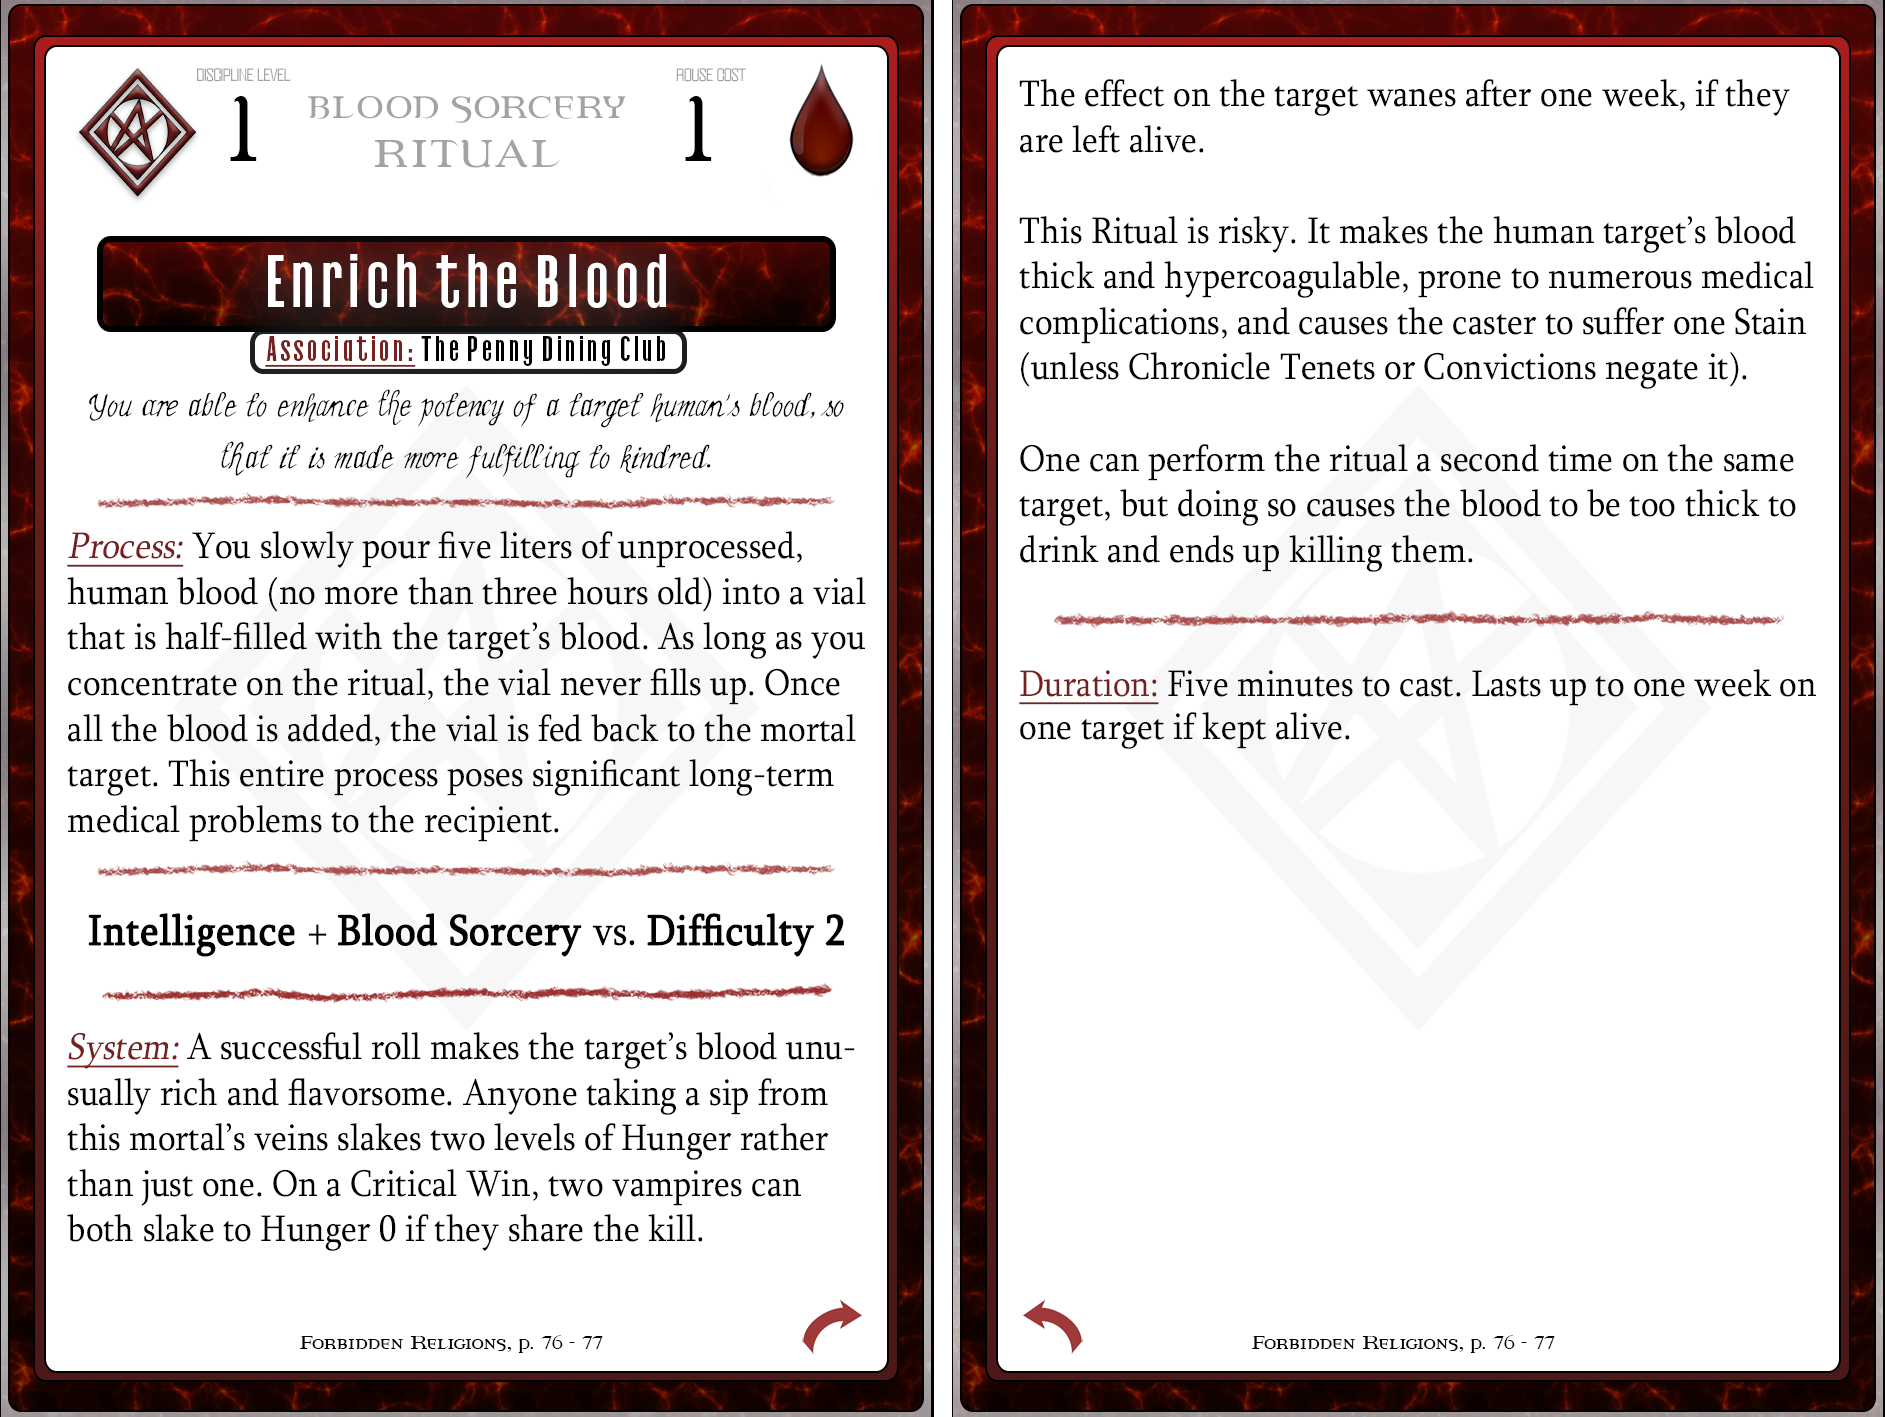 DISCIPLINE LEVEL
1
BLOOD SORCERY
RITUAL
ROUSE COST
1
Enrich the Blood
Association: The Penny Dining Club
You are able to enhance the potency of a target human's blood, so
that it is made more fulfilling to kindred.
Process: You slowly pour five liters of unprocessed,
human blood (no more than three hours old) into a vial
that is half-filled with the target’s blood. As long as you
concentrate on the ritual, the vial never fills up. Once
all the blood is added, the vial is fed back to the mortal
target. This entire process poses significant long-term
medical problems to the recipient.
Intelligence + Blood Sorcery vs. Difficulty 2
System: A successful roll makes the target’s blood unu-
sually rich and flavorsome. Anyone taking a sip from
this mortal’s veins slakes two levels of Hunger rather
than just one. On a Critical Win, two vampires can
both slake to Hunger 0 if they share the kill.
Forbidden Religions, p. 76 - 77
The effect on the target wanes after one week, if they
are left alive.
This Ritual is risky. It makes the human target’s blood
thick and hypercoagulable, prone to numerous medical
complications, and causes the caster to suffer one Stain
(unless Chronicle Tenets or Convictions negate it).
One can perform the ritual a second time on the same
target, but doing so causes the blood to be too thick to
drink and ends up killing them.
Duration: Five minutes to cast. Lasts up to one week on
one target if kept alive.
Forbidden Religions, p. 76 - 77